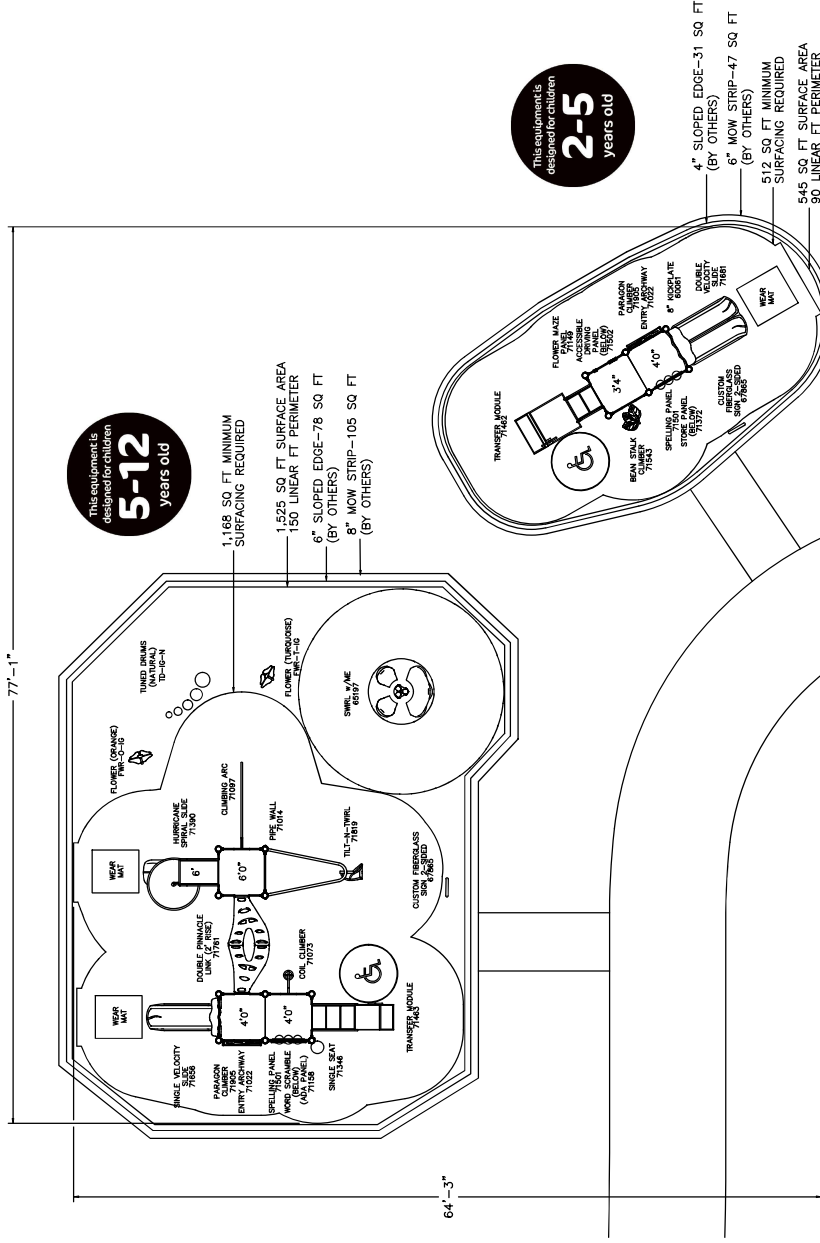 77'-1"
64'-3"
This equipment is
designed for children
5-12
years old
1,168 SQ FT MINIMUM
SURFACING REQUIRED
1,525 SQ FT SURFACE AREA
150 LINEAR FT PERIMETER
6" SLOPED EDGE-78 SQ FT
(BY OTHERS)
8" MOW STRIP-105 SQ FT
(BY OTHERS)
WEAR
MAT
SINGLE VELOCITY
SLIDE
71656
PARAGON
CLIMBER
71905
ENTRY ARCHWAY
71022
SPELLING PANEL
71501
WORD SCRAMBLE
(BELOW)
(ADA PANEL)
71158
SINGLE SEAT
71346
4'0"
4'0"
TRANSFER MODULE
71463
COIL CLIMBER
71073
DOUBLE PINNACLE
LINK (2' RISE)
71761
WEAR
MAT
HURRICANE
SPIRAL SLIDE
71390
6'
6'0"
CLIMBING ARC
71097
PIPE WALL
71014
TILT-N-TWIRL
71819
CUSTOM FIBERGLASS
SIGN 2-SIDED
67865
FLOWER (ORANGE)
FWR-O-IG
TUNED DRUMS
(NATURAL)
TD-IG-N
FLOWER (TURQUOISE)
FWR-T-IG
SWIRL w/ME
65197
This equipment is
designed for children
2-5
years old
4" SLOPED EDGE-31 SQ FT
(BY OTHERS)
6" MOW STRIP-47 SQ FT
(BY OTHERS)
512 SQ FT MINIMUM
SURFACING REQUIRED
545 SQ FT SURFACE AREA
90 LINEAR FT PERIMETER
TRANSFER MODULE
71462
FLOWER MAZE
PANEL
71149
ACCESSIBLE
DRIVING
PANEL
(BELOW)
71502
PARAGON
CLIMBER
71905
ENTRY ARCHWAY
71022
8" KICKPLATE
60081
DOUBLE
VELOCITY
SLIDE
71681
WEAR
MAT
3'4"
4'0"
BEAN STALK
CLIMBER
71543
SPELLING PANEL
71501
STORE PANEL
(BELOW)
71372
CUSTOM
FIBERGLASS
SIGN 2-SIDED
67865